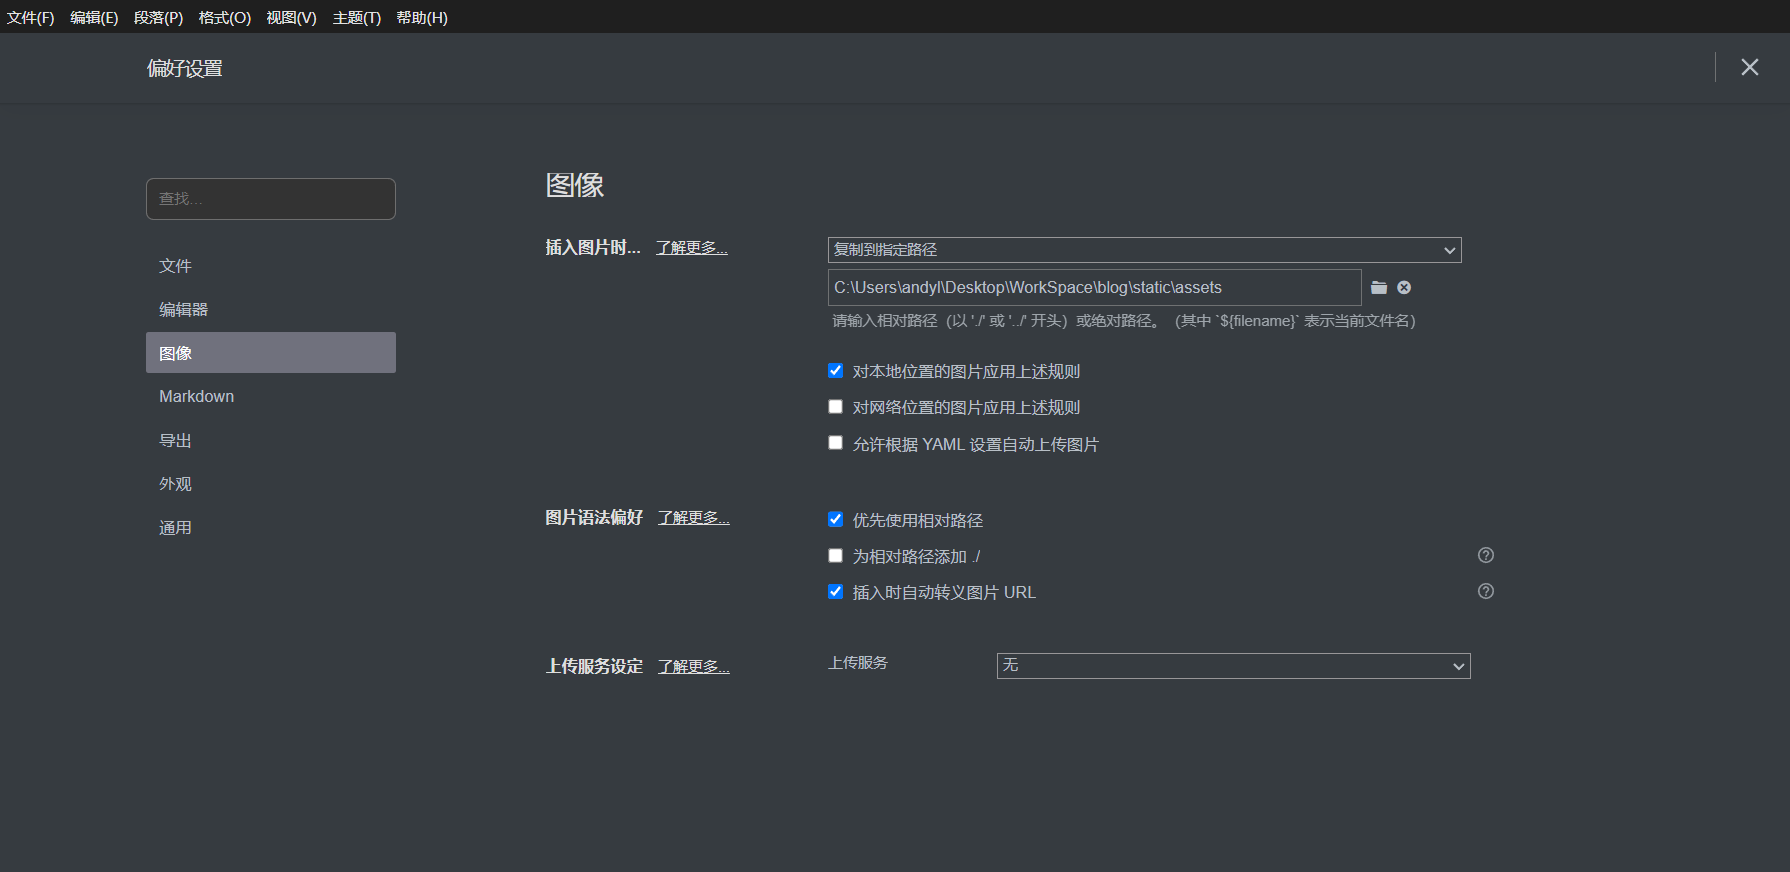 文件(F) 编辑(E) 段落(P) 格式(O) 视图(V) 主题(T) 帮助(H)
偏好设置
查找...
文件
编辑器
图像
Markdown
导出
外观
通用
图像
插入图片时... 了解更多...
复制到指定路径
C:\Users\andyl\Desktop\WorkSpace\blog\static\assets
请输入相对路径（以 './' 或 '../' 开头）或绝对路径。 （其中 `${filename}` 表示当前文件名）
对本地位置的图片应用上述规则
对网络位置的图片应用上述规则
允许根据 YAML 设置自动上传图片
图片语法偏好 了解更多...
优先使用相对路径
为相对路径添加 ./
插入时自动转义图片 URL
上传服务设定 了解更多...
上传服务 无